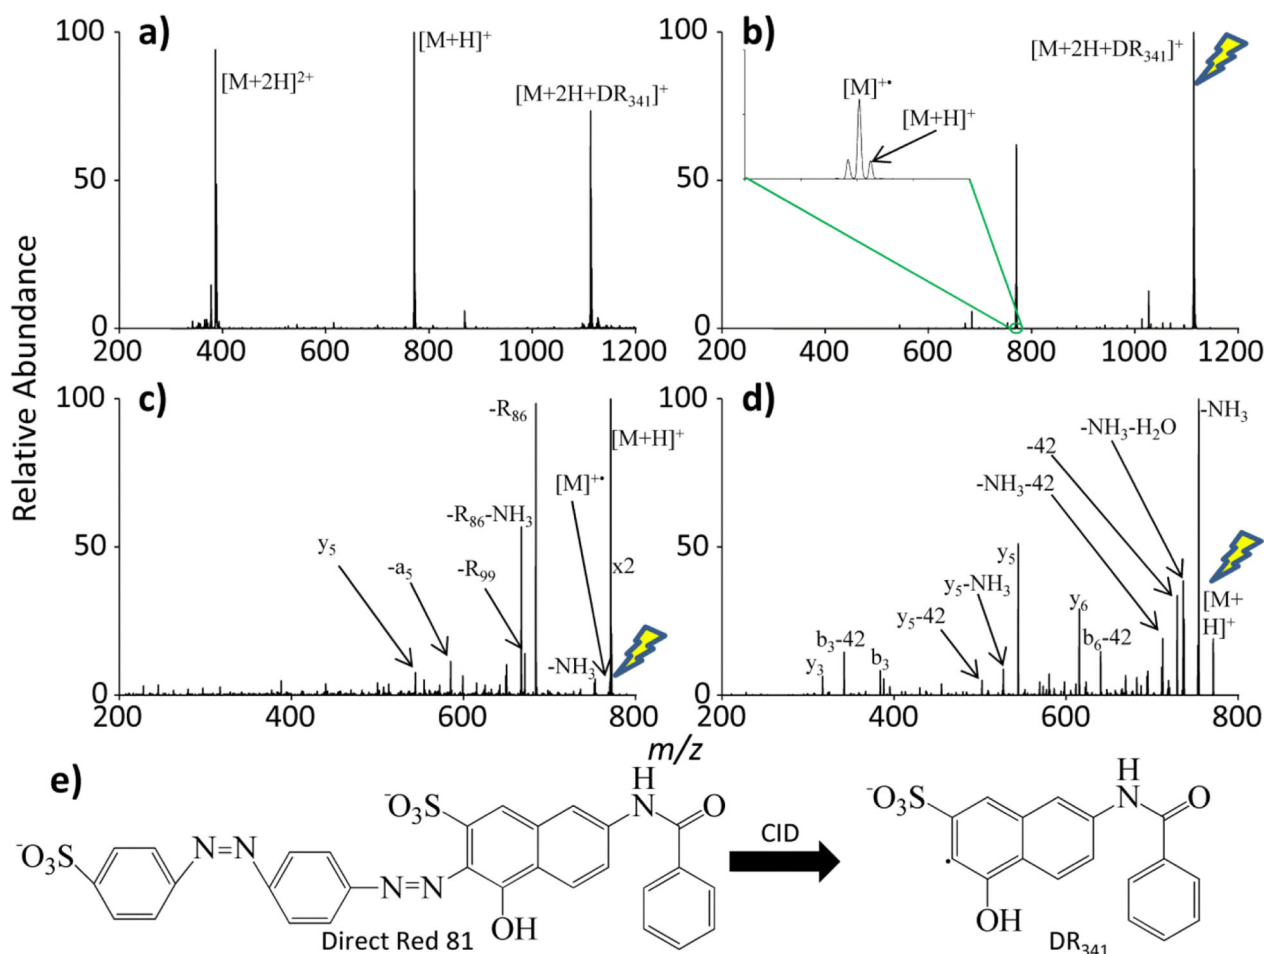 a)
100
50
0
200
400
600
800
1000
1200
[M+2H]²⁺
[M+H]⁺
[M+2H+DR₃₄₁]⁺
b)
100
50
0
200
400
600
800
1000
1200
[M+2H+DR₃₄₁]⁺
[M]⁺•
[M+H]⁺
Relative Abundance
c)
100
50
0
200
400
600
800
-R₈₆
[M+H]⁺
[M]⁺•
-R₈₆-NH₃
x2
y₅
-a₅
-R₉₉
-NH₃
d)
100
50
0
200
400
600
800
-NH₃
-NH₃-H₂O
-42
-NH₃-42
y₅
y₅-NH₃
[M+
H]⁺
y₅-42
y₆
b₃-42
b₆-42
y₃
b₃
m/z
e)
⁻O₃S
N=N
N=N
⁻O₃S
H
N
O
OH
Direct Red 81
CID
⁻O₃S
H
N
O
•
OH
DR₃₄₁